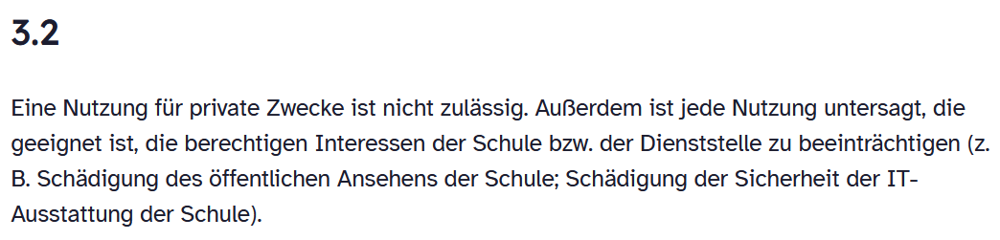 3.2
Eine Nutzung für private Zwecke ist nicht zulässig. Außerdem ist jede Nutzung untersagt, die
geeignet ist, die berechtigen Interessen der Schule bzw. der Dienststelle zu beeinträchtigen (z.
B. Schädigung des öffentlichen Ansehens der Schule; Schädigung der Sicherheit der IT-
Ausstattung der Schule).